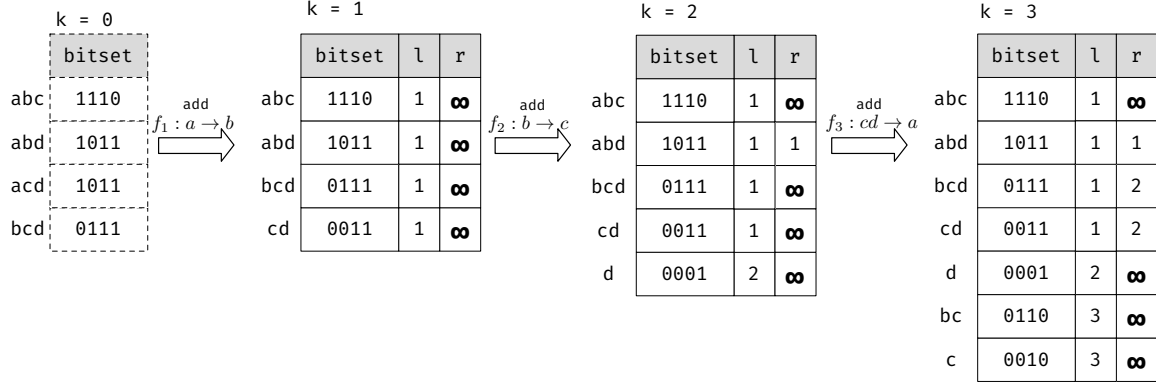 k = 0
bitset
abc 1110
abd 1011
acd 1011
bcd 0111
add
f₁ : a → b
k = 1
bitset l r
abc 1110 1 ∞
abd 1011 1 ∞
bcd 0111 1 ∞
cd 0011 1 ∞
add
f₂ : b → c
k = 2
bitset l r
abc 1110 1 ∞
abd 1011 1 1
bcd 0111 1 ∞
cd 0011 1 ∞
d 0001 2 ∞
add
f₃ : cd → a
k = 3
bitset l r
abc 1110 1 ∞
abd 1011 1 1
bcd 0111 1 2
cd 0011 1 2
d 0001 2 ∞
bc 0110 3 ∞
c 0010 3 ∞